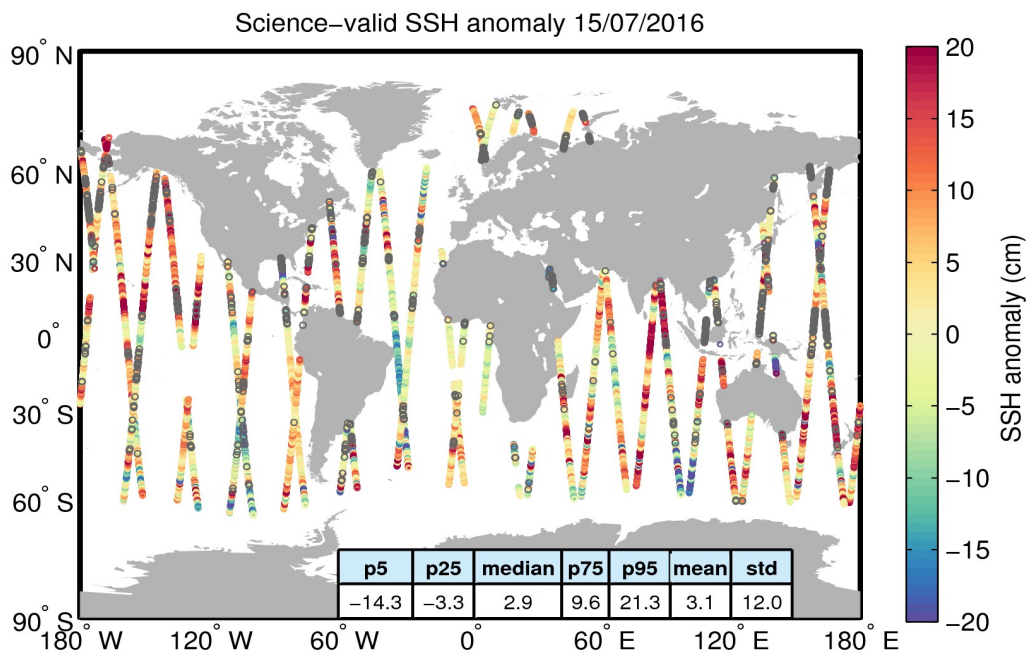 Science−valid SSH anomaly 15/07/2016
90° N
60° N
30° N
0°
30° S
60° S
90° S
180° W
120° W
60° W
0°
60° E
120° E
180° E
p5 p25 median p75 p95 mean std
−14.3 −3.3 2.9 9.6 21.3 3.1 12.0
20
15
10
5
0
−5
−10
−15
−20
SSH anomaly (cm)